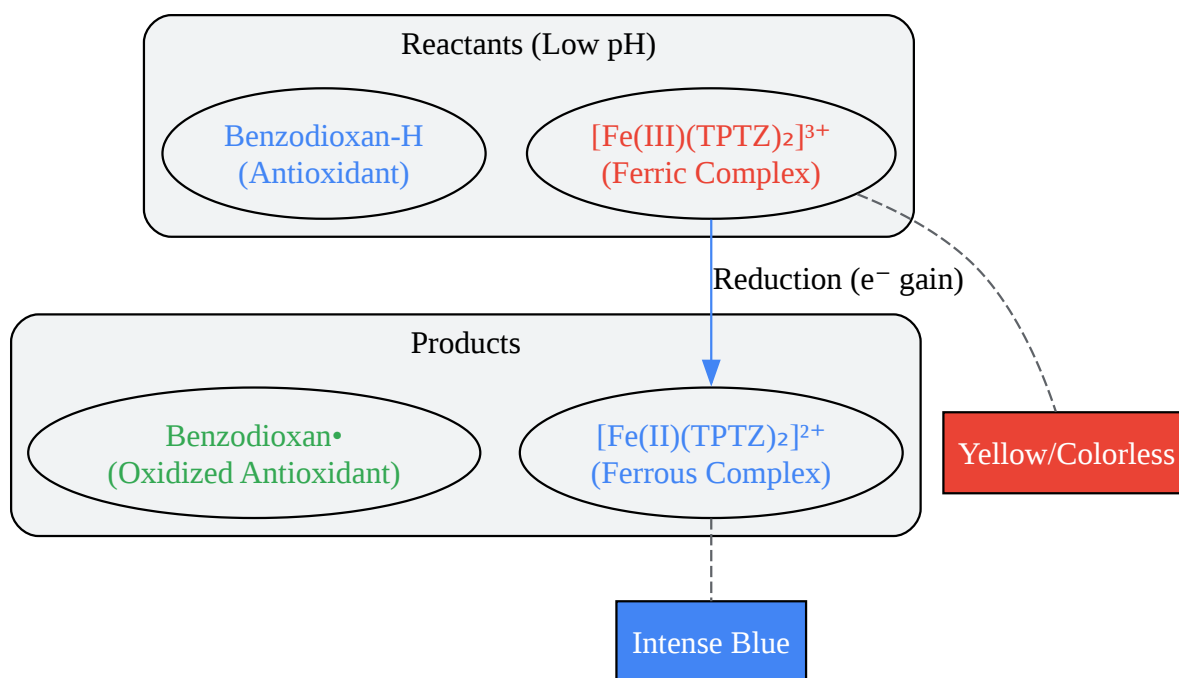 Reactants (Low pH)
Benzodioxan-H
(Antioxidant)
[Fe(III)(TPTZ)₂]³⁺
(Ferric Complex)
Reduction (e⁻ gain)
Products
Benzodioxan•
(Oxidized Antioxidant)
[Fe(II)(TPTZ)₂]²⁺
(Ferrous Complex)
Yellow/Colorless
Intense Blue